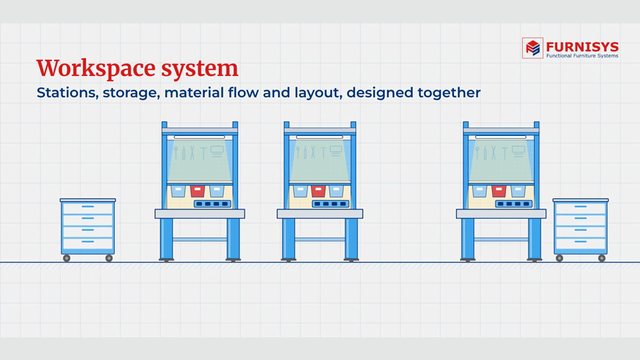 FURNISYS
Functional Furniture Systems
Workspace system
Stations, storage, material flow and layout, designed together